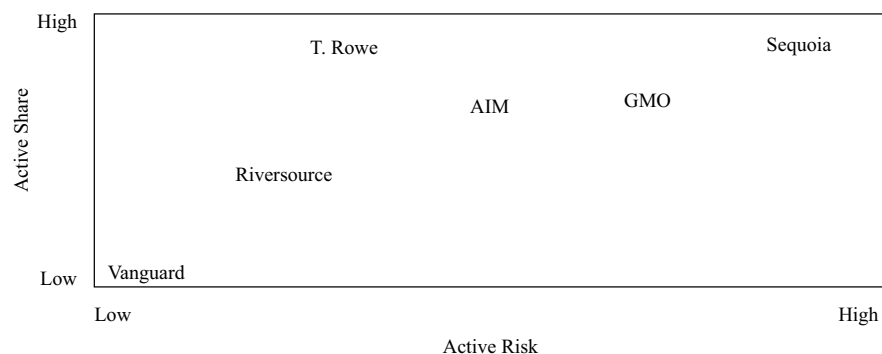 High
T. Rowe
Sequoia
AIM
GMO
Active Share
Riversource
Vanguard
Low
Low
High
Active Risk